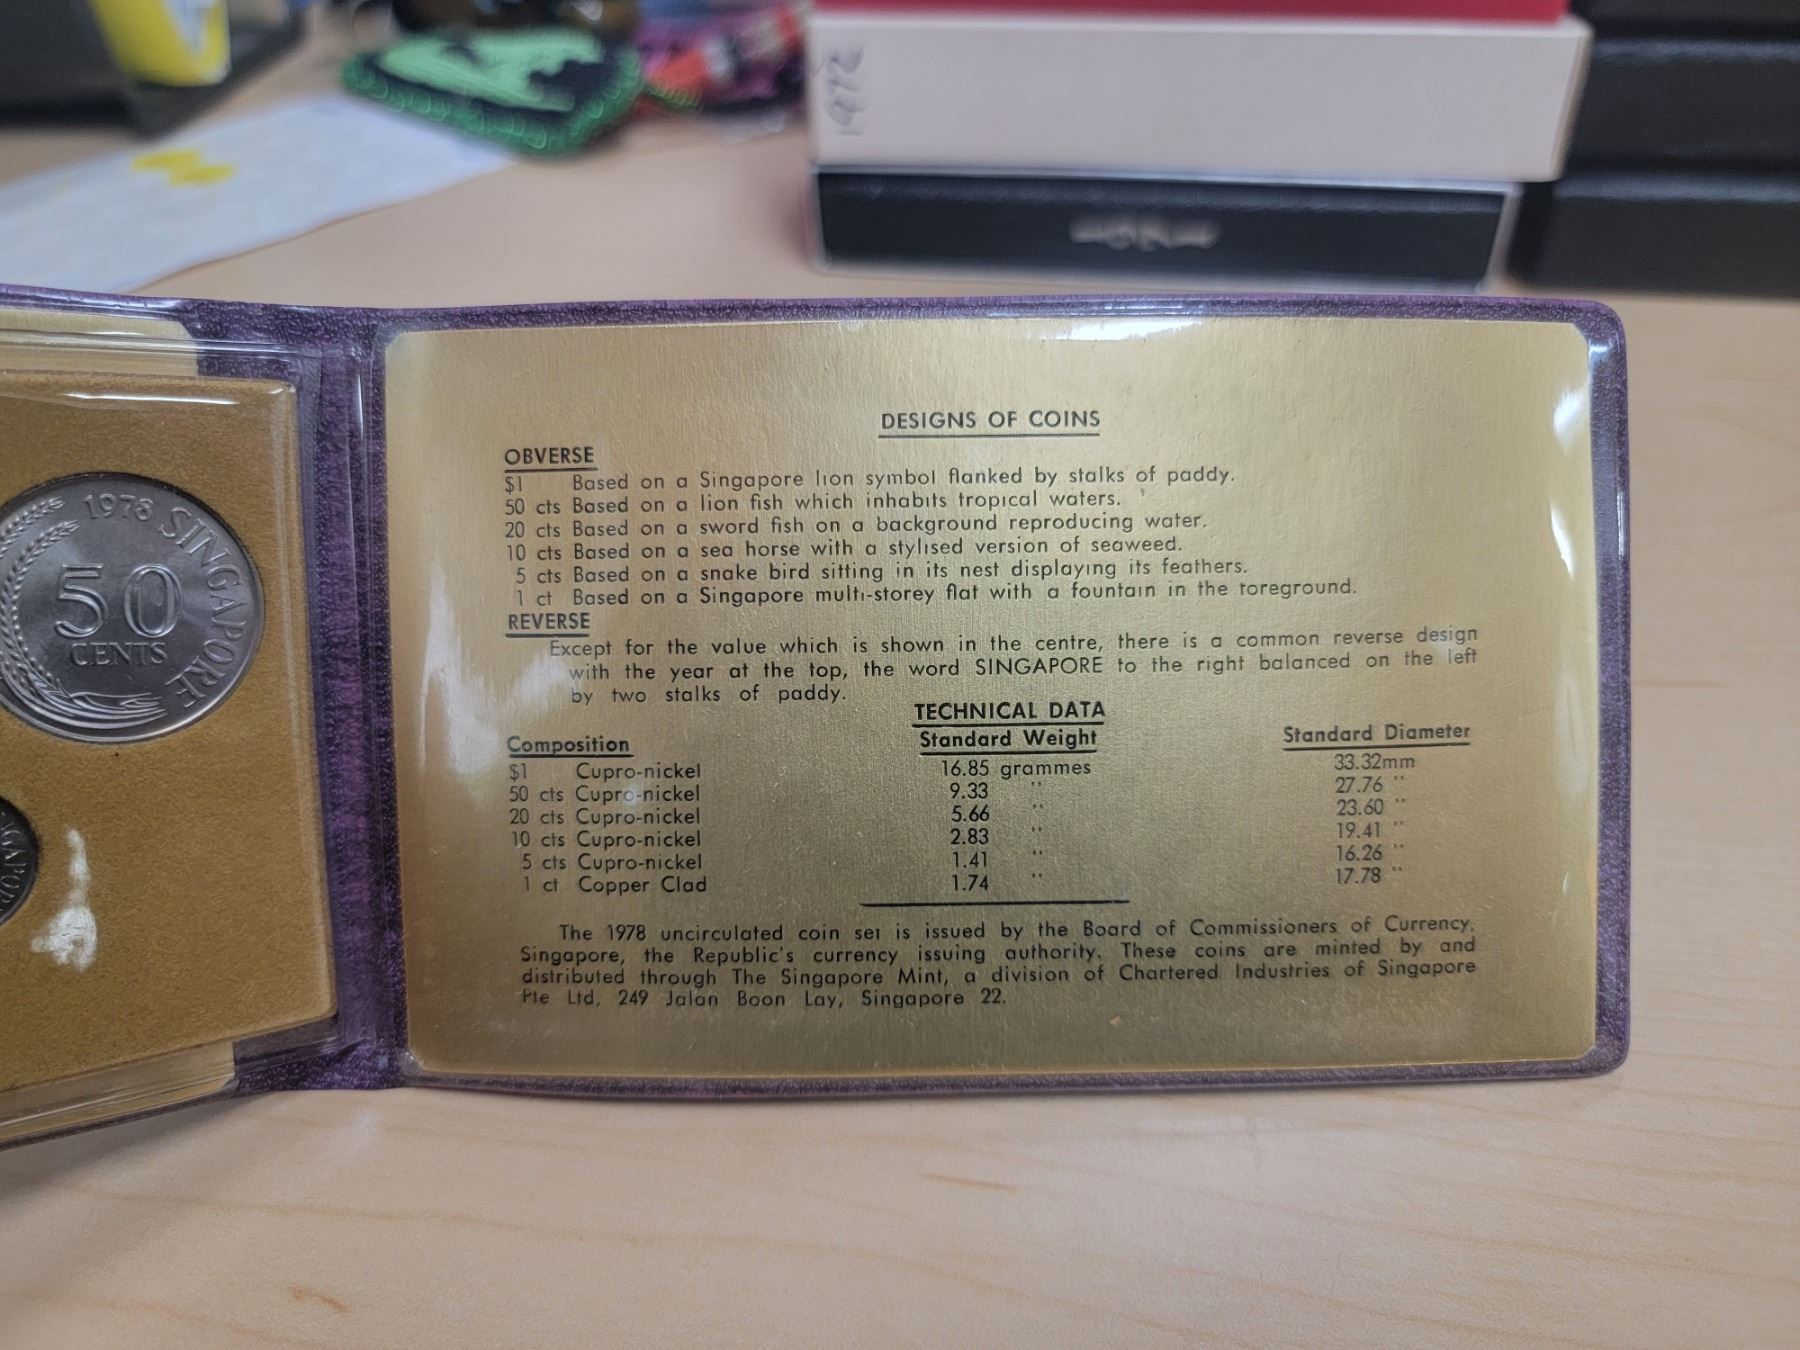 1972
1978 SINGAPORE
50
CENTS
DESIGNS OF COINS
OBVERSE
$1 Based on a Singapore lion symbol flanked by stalks of paddy.
50 cts Based on a lion fish which inhabits tropical waters.
20 cts Based on a sword fish on a background reproducing water.
10 cts Based on a sea horse with a stylised version of seaweed.
5 cts Based on a snake bird sitting in its nest displaying its feathers.
1 ct Based on a Singapore multi-storey flat with a fountain in the foreground.
REVERSE
Except for the value which is shown in the centre, there is a common reverse design
with the year at the top, the word SINGAPORE to the right balanced on the left
by two stalks of paddy.
TECHNICAL DATA
Composition Standard Weight Standard Diameter
$1 Cupro-nickel 16.85 grammes 33.32mm
50 cts Cupro-nickel 9.33 " 27.76 "
20 cts Cupro-nickel 5.66 " 23.60 "
10 cts Cupro-nickel 2.83 " 19.41 "
5 cts Cupro-nickel 1.41 " 16.26 "
1 ct Copper Clad 1.74 " 17.78 "
The 1978 uncirculated coin set is issued by the Board of Commissioners of Currency,
Singapore, the Republic's currency issuing authority. These coins are minted by and
distributed through The Singapore Mint, a division of Chartered Industries of Singapore
Pte Ltd, 249 Jalan Boon Lay, Singapore 22.